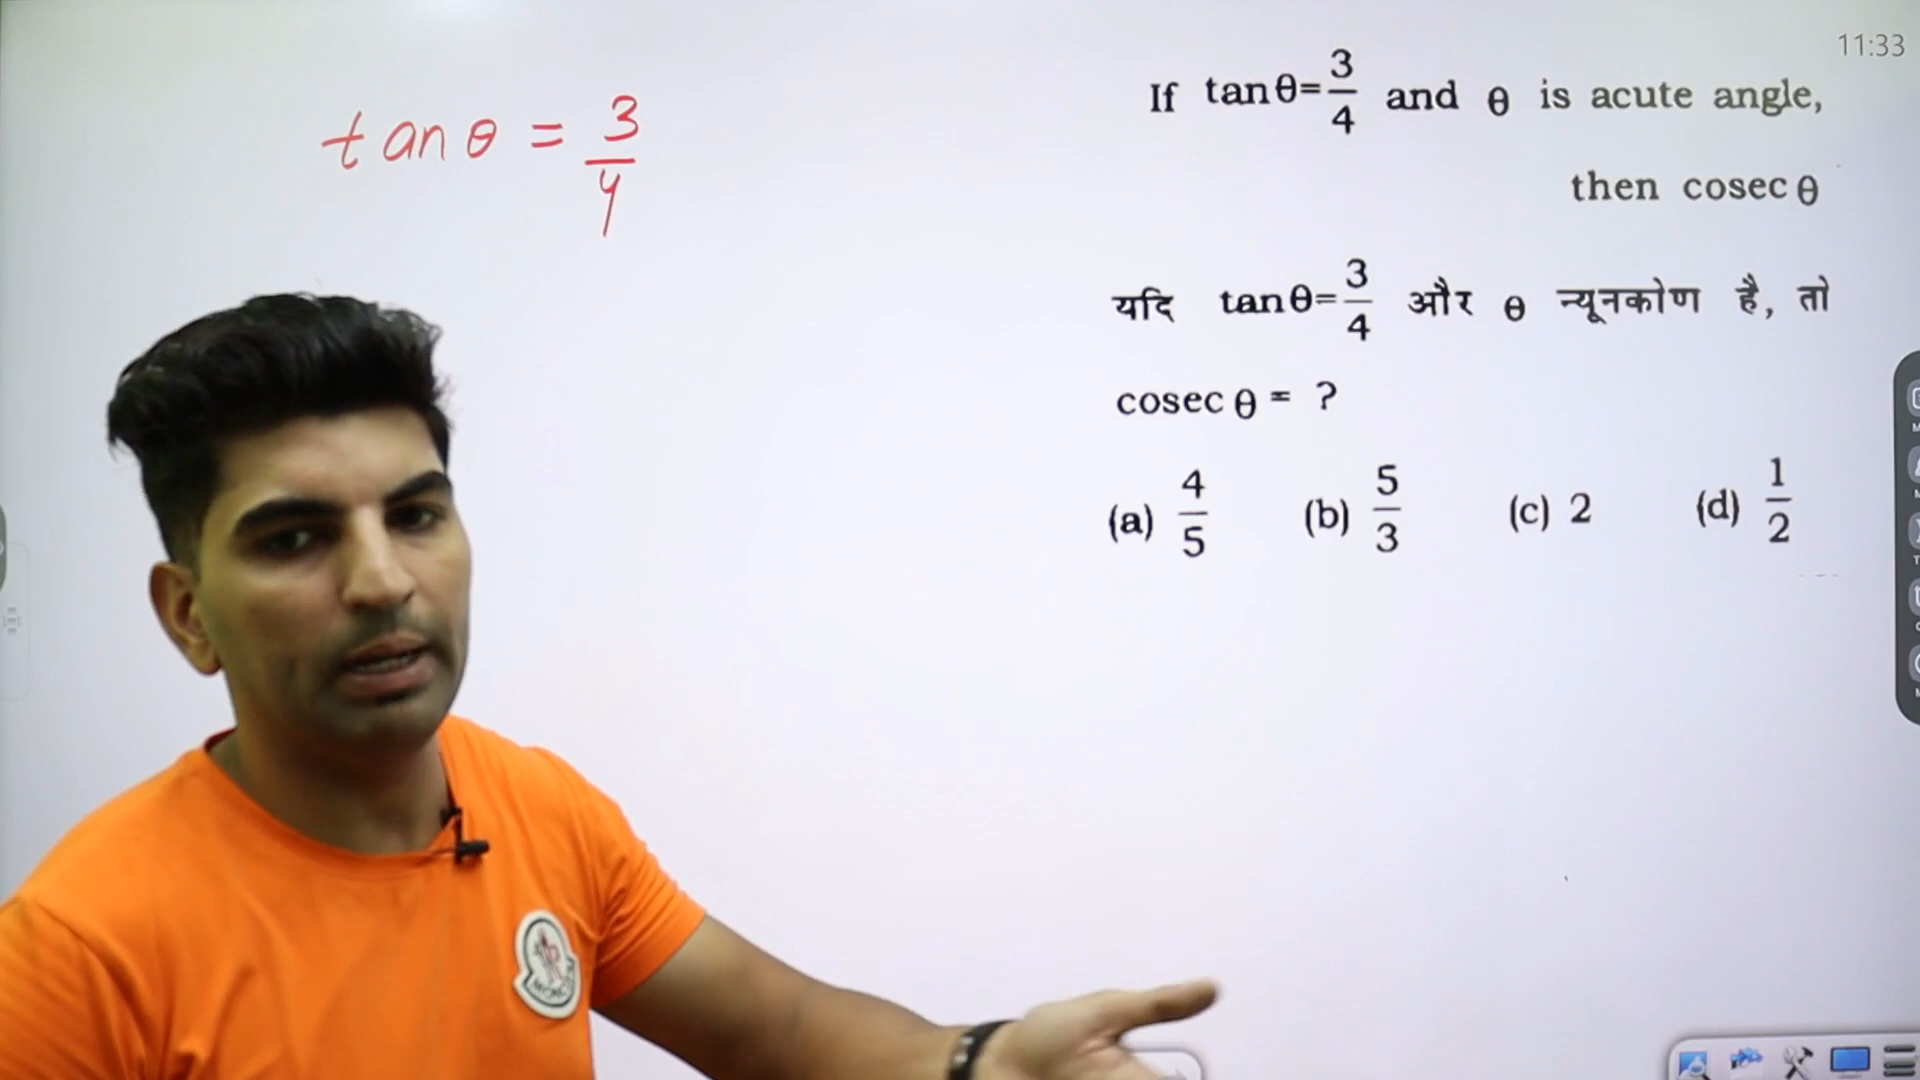 11:33
tan θ = 3/4
If tanθ=3/4 and θ is acute angle,
then cosec θ
यदि tanθ=3/4 और θ न्यूनकोण है, तो
cosec θ = ?
(a) 4/5 (b) 5/3 (c) 2 (d) 1/2